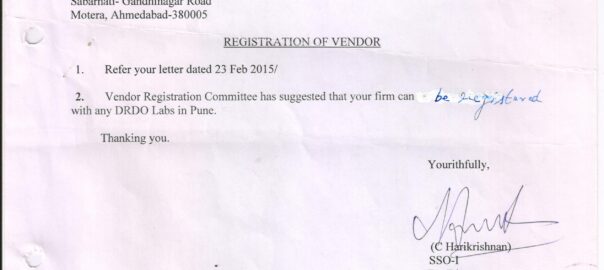 Sabarmati- Gandhinagar Road
Motera, Ahmedabad-380005
REGISTRATION OF VENDOR
1. Refer your letter dated 23 Feb 2015/
2. Vendor Registration Committee has suggested that your firm can be registered
with any DRDO Labs in Pune.
Thanking you.
Yourithfully,
(C Harikrishnan)
SSO-I